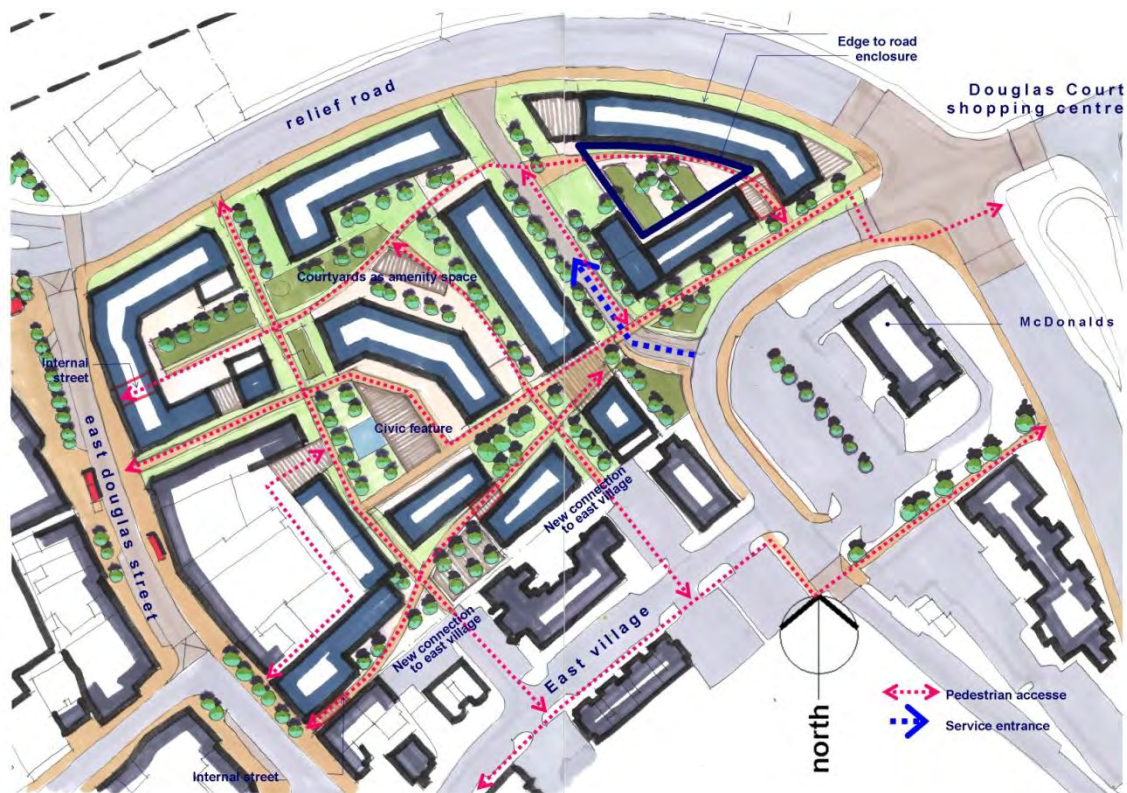 Edge to road
enclosure
Douglas Court
shopping centre
relief road
Courtyards as amenity space
McDonalds
Internal
street
Civic feature
east douglas street
New connection
to east village
New connection
to east village
East village
Internal street
north
Pedestrian accesse
Service entrance